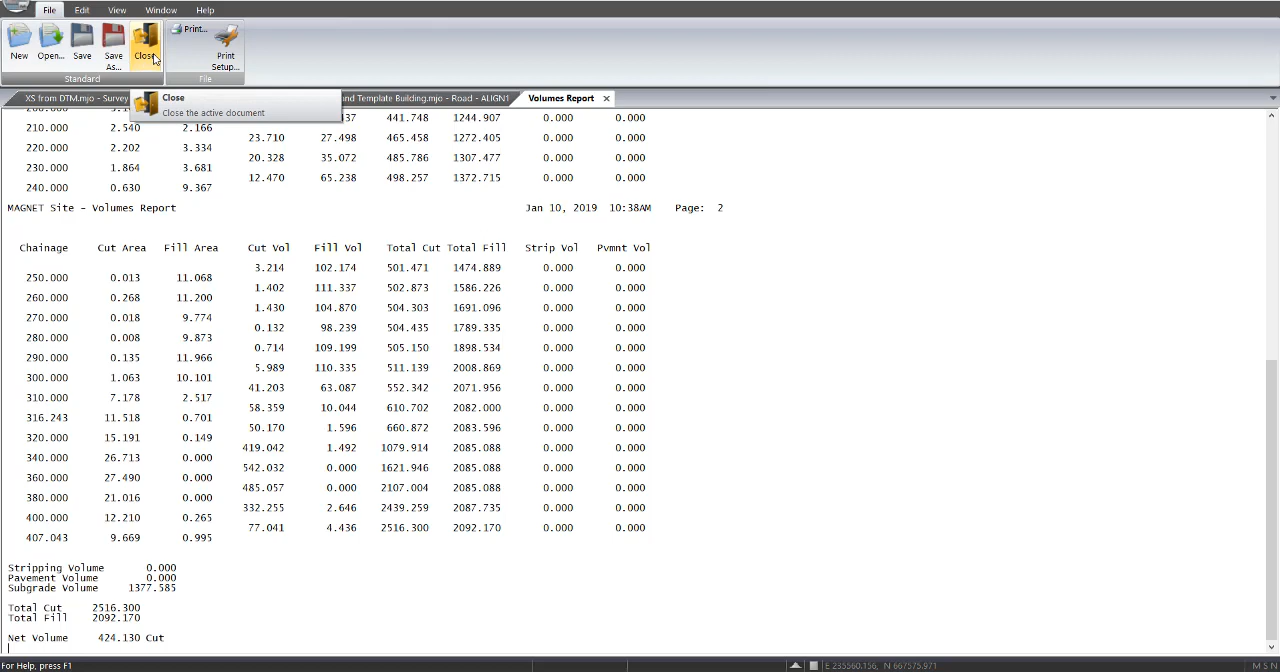 File Edit View Window Help
New Open... Save Save As... Close Print... Print Setup...
Standard File
XS from DTM.mjo - Survey and Template Building.mjo - Road - ALIGN1 Volumes Report
Close
Close the active document
441.748 1244.907 0.000 0.000
210.000 2.540 2.166
23.710 27.498 465.458 1272.405 0.000 0.000
220.000 2.202 3.334
20.328 35.072 485.786 1307.477 0.000 0.000
230.000 1.864 3.681
12.470 65.238 498.257 1372.715 0.000 0.000
240.000 0.630 9.367
MAGNET Site - Volumes Report Jan 10, 2019 10:38AM Page: 2
Chainage Cut Area Fill Area Cut Vol Fill Vol Total Cut Total Fill Strip Vol Pvmnt Vol
3.214 102.174 501.471 1474.889 0.000 0.000
250.000 0.013 11.068
1.402 111.337 502.873 1586.226 0.000 0.000
260.000 0.268 11.200
1.430 104.870 504.303 1691.096 0.000 0.000
270.000 0.018 9.774
0.132 98.239 504.435 1789.335 0.000 0.000
280.000 0.008 9.873
0.714 109.199 505.150 1898.534 0.000 0.000
290.000 0.135 11.966
5.989 110.335 511.139 2008.869 0.000 0.000
300.000 1.063 10.101
41.203 63.087 552.342 2071.956 0.000 0.000
310.000 7.178 2.517
58.359 10.044 610.702 2082.000 0.000 0.000
316.243 11.518 0.701
50.170 1.596 660.872 2083.596 0.000 0.000
320.000 15.191 0.149
419.042 1.492 1079.914 2085.088 0.000 0.000
340.000 26.713 0.000
542.032 0.000 1621.946 2085.088 0.000 0.000
360.000 27.490 0.000
485.057 0.000 2107.004 2085.088 0.000 0.000
380.000 21.016 0.000
332.255 2.646 2439.259 2087.735 0.000 0.000
400.000 12.210 0.265
77.041 4.436 2516.300 2092.170 0.000 0.000
407.043 9.669 0.995
Stripping Volume 0.000
Pavement Volume 0.000
Subgrade Volume 1377.585
Total Cut 2516.300
Total Fill 2092.170
Net Volume 424.130 Cut
For Help, press F1 E 235560.156, N 667575.971 M S N